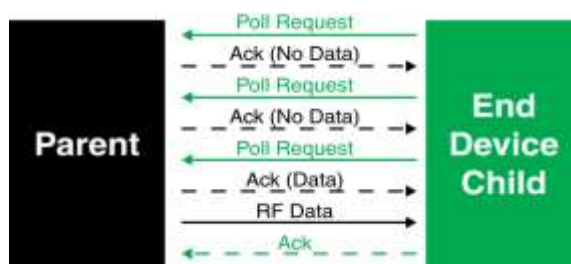 Poll Request
Ack (No Data)
Poll Request
Ack (No Data)
Poll Request
Ack (Data)
RF Data
Ack
Parent
End
Device
Child